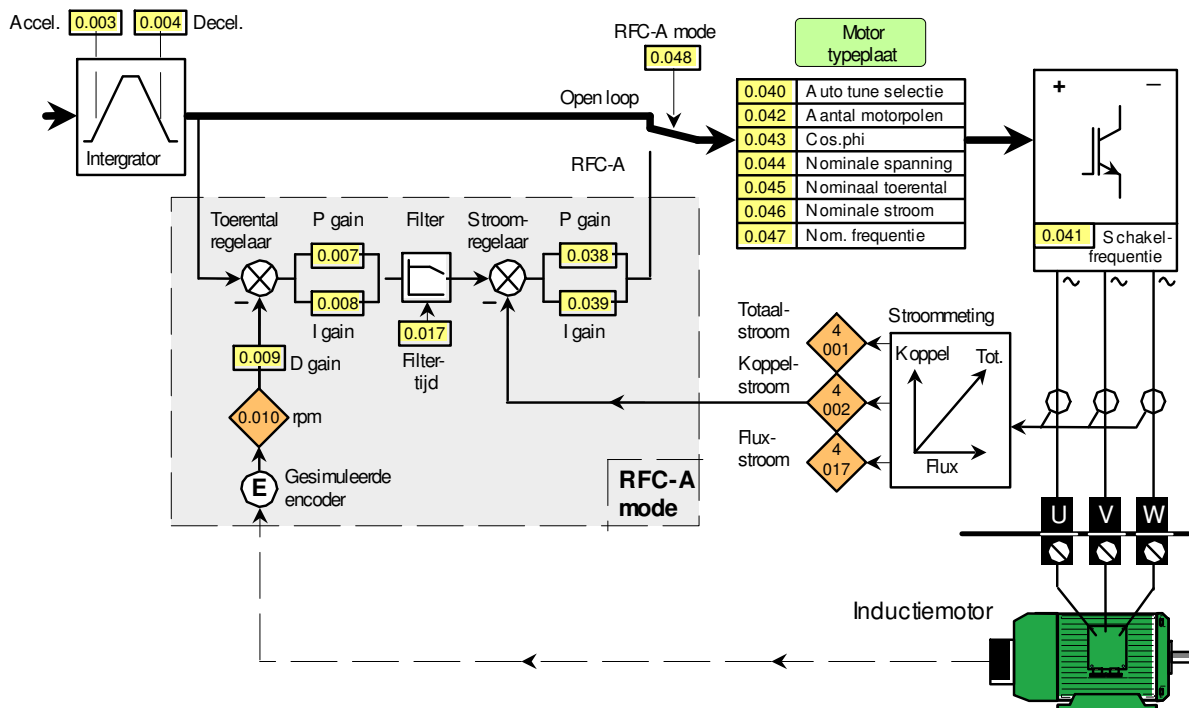 Accel. 0.003 0.004 Decel.
Intergrator
Open loop
RFC-A mode
0.048
RFC-A
Motor
typeplaat
0.040 Auto tune selectie
0.042 Aantal motorpolen
0.043 Cos.phi
0.044 Nominale spanning
0.045 Nominaal toerental
0.046 Nominale stroom
0.047 Nom. frequentie
+ –
0.041 Schakel-
frequentie
~ ~ ~
Toerental
regelaar
–
P gain
0.007
0.008
I gain
Filter
0.017
Filter-
tijd
Stroom-
regelaar
–
P gain
0.038
0.039
I gain
0.009 D gain
0.010 rpm
E
Gesimuleerde
encoder
RFC-A
mode
Totaal-
stroom
4
001
Koppel-
stroom
4
002
Flux-
stroom
4
017
Stroommeting
Koppel Tot.
Flux
U V W
Inductiemotor